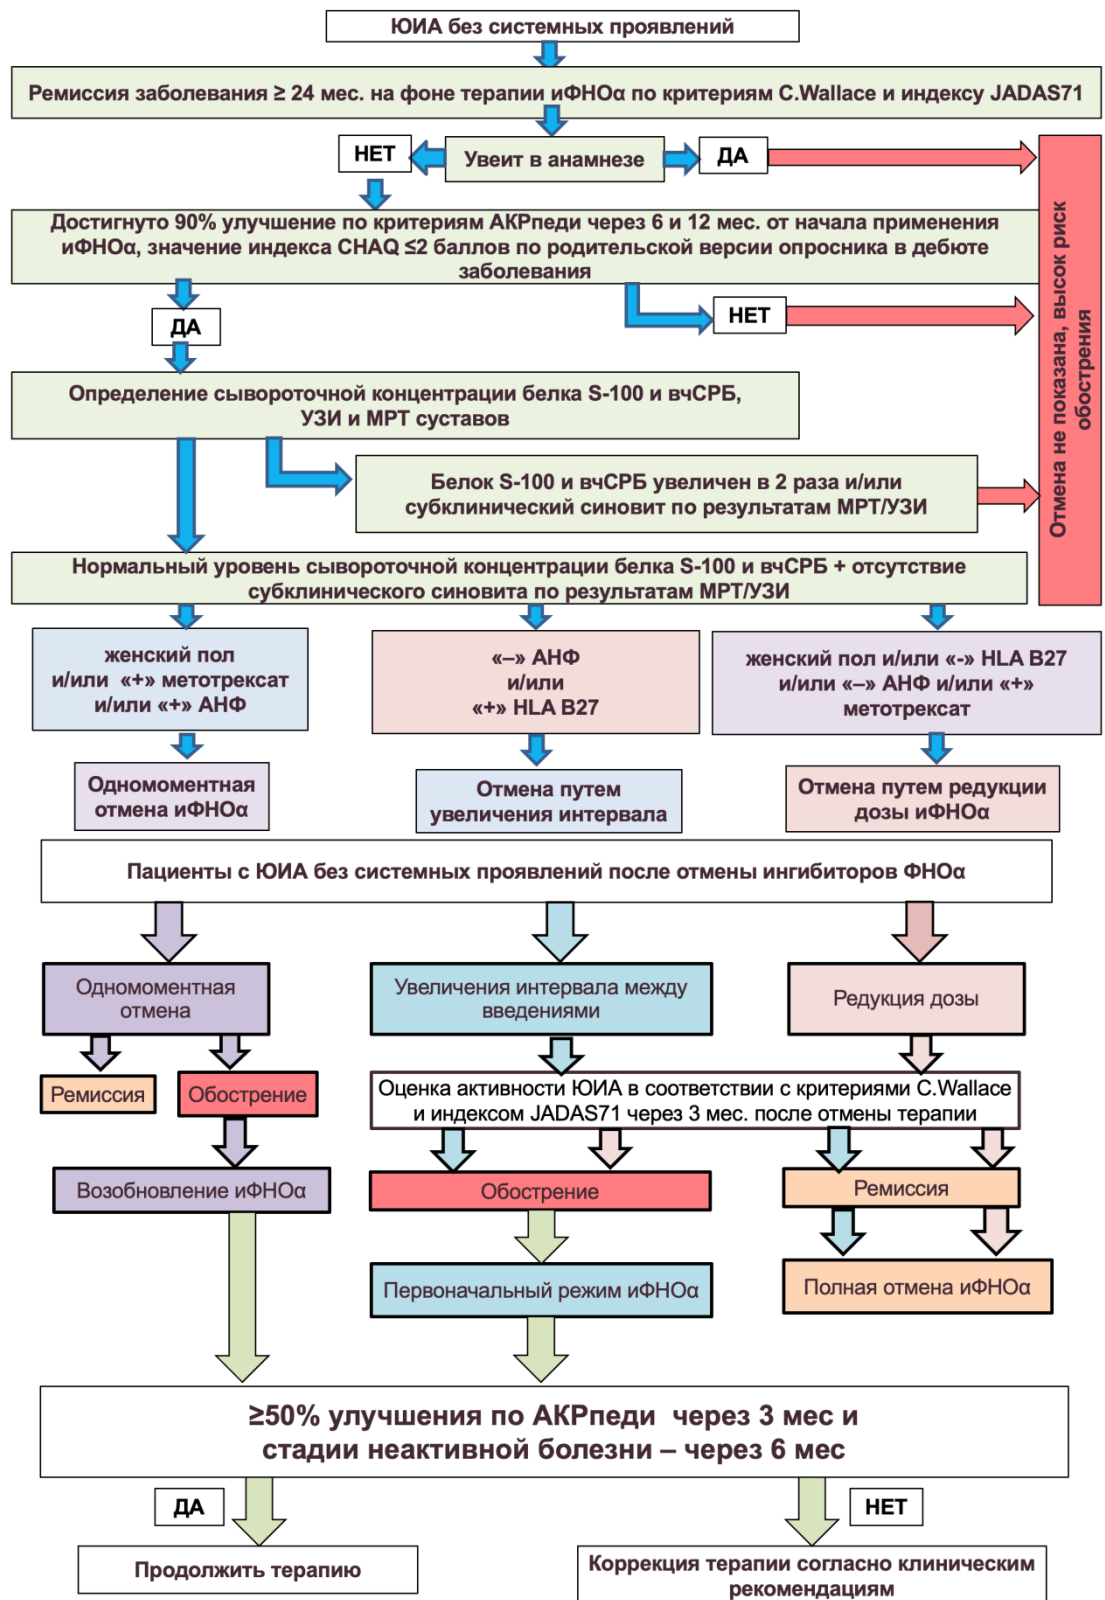 ЮИА без системных проявлений
Ремиссия заболевания ≥ 24 мес. на фоне терапии иФНОα по критериям C.Wallace и индексу JADAS71
НЕТ
Увеит в анамнезе
ДА
Достигнуто 90% улучшение по критериям АКРпеди через 6 и 12 мес. от начала применения
иФНОα, значение индекса CHAQ ≤2 баллов по родительской версии опросника в дебюте
заболевания
Отмена не показана, высок риск
обострения
ДА
НЕТ
Определение сывороточной концентрации белка S-100 и вчСРБ,
УЗИ и МРТ суставов
Белок S-100 и вчСРБ увеличен в 2 раза и/или
субклинический синовит по результатам МРТ/УЗИ
Нормальный уровень сывороточной концентрации белка S-100 и вчСРБ + отсутствие
субклинического синовита по результатам МРТ/УЗИ
женский пол
и/или «+» метотрексат
и/или «+» АНФ
«–» АНФ
и/или
«+» HLA B27
женский пол и/или «-» HLA B27
и/или «–» АНФ и/или «+»
метотрексат
Одномоментная
отмена иФНОα
Отмена путем
увеличения интервала
Отмена путем редукции
дозы иФНОα
Пациенты с ЮИА без системных проявлений после отмены ингибиторов ФНОα
Одномоментная
отмена
Увеличения интервала между
введениями
Редукция дозы
Ремиссия
Обострение
Оценка активности ЮИА в соответствии с критериями C.Wallace
и индексом JADAS71 через 3 мес. после отмены терапии
Возобновление иФНОα
Обострение
Ремиссия
Первоначальный режим иФНОα
Полная отмена иФНОα
≥50% улучшения по АКРпеди через 3 мес и
стадии неактивной болезни – через 6 мес
ДА
НЕТ
Продолжить терапию
Коррекция терапии согласно клиническим
рекомендациям